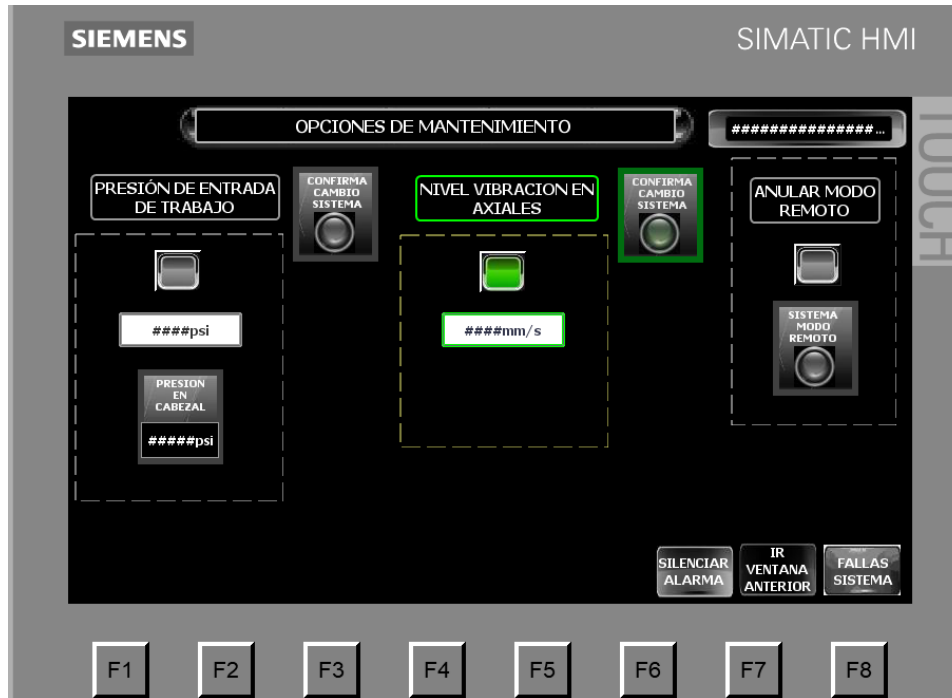 SIEMENS
SIMATIC HMI
TOUCH
OPCIONES DE MANTENIMIENTO
###############...
PRESIÓN DE ENTRADA
DE TRABAJO
CONFIRMA
CAMBIO
SISTEMA
####psi
PRESION
EN
CABEZAL
#####psi
NIVEL VIBRACION EN
AXIALES
CONFIRMA
CAMBIO
SISTEMA
####mm/s
ANULAR MODO
REMOTO
SISTEMA
MODO
REMOTO
SILENCIAR
ALARMA
IR
VENTANA
ANTERIOR
FALLAS
SISTEMA
F1
F2
F3
F4
F5
F6
F7
F8